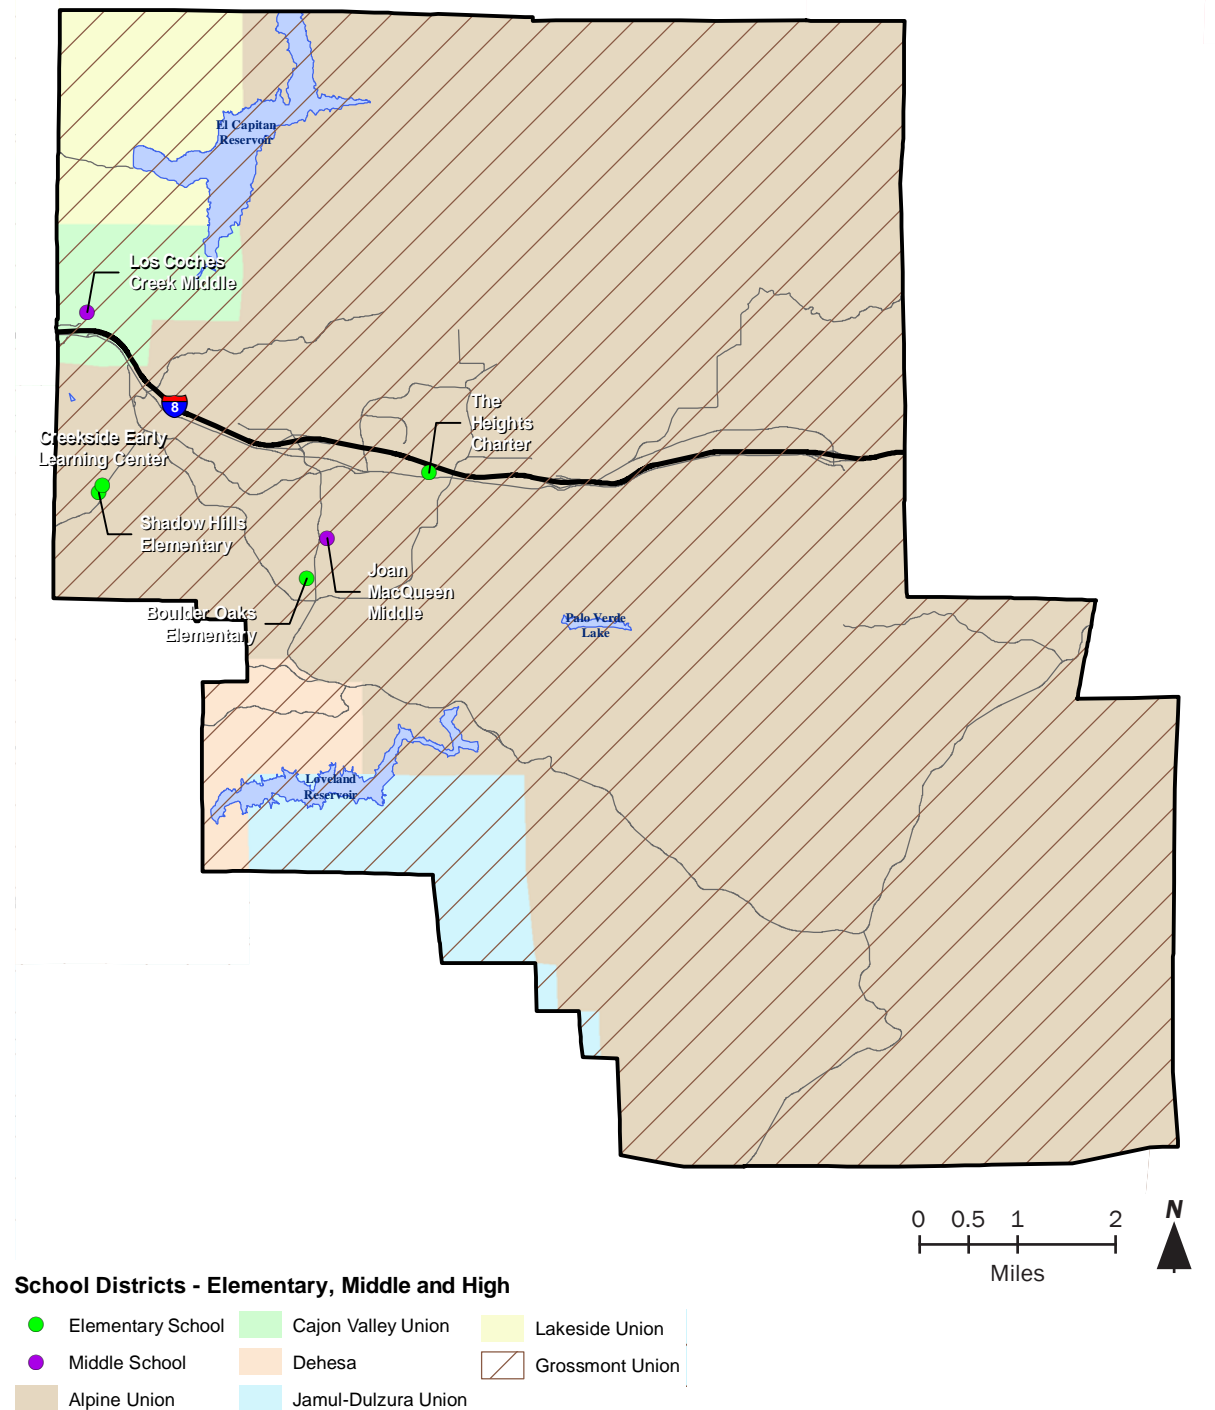 El Capitan
Reservoir
Los Coches
Creek Middle
8
The
Heights
Charter
Creekside Early
Learning Center
Shadow Hills
Elementary
Joan
MacQueen
Middle
Boulder Oaks
Elementary
Palo Verde
Lake
Loveland
Reservoir
0 0.5 1 2
Miles
N
School Districts - Elementary, Middle and High
Elementary School
Middle School
Alpine Union
Cajon Valley Union
Dehesa
Jamul-Dulzura Union
Lakeside Union
Grossmont Union